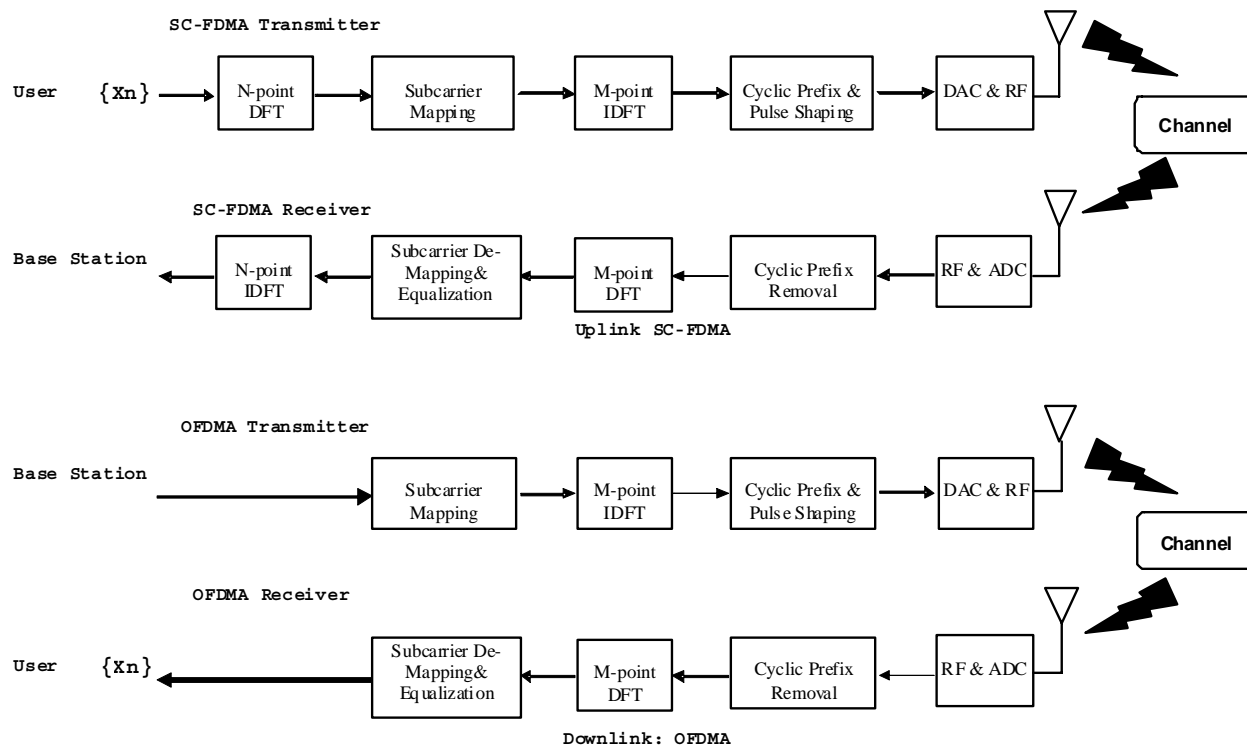 SC-FDMA Transmitter
User {Xn}
N-point
DFT
Subcarrier
Mapping
M-point
IDFT
Cyclic Prefix &
Pulse Shaping
DAC & RF
Channel
SC-FDMA Receiver
Base Station
N-point
IDFT
Subcarrier De-
Mapping&
Equalization
M-point
DFT
Cyclic Prefix
Removal
RF & ADC
Uplink SC-FDMA
OFDMA Transmitter
Base Station
Subcarrier
Mapping
M-point
IDFT
Cyclic Prefix &
Pulse Shaping
DAC & RF
Channel
OFDMA Receiver
User {Xn}
Subcarrier De-
Mapping&
Equalization
M-point
DFT
Cyclic Prefix
Removal
RF & ADC
Downlink: OFDMA